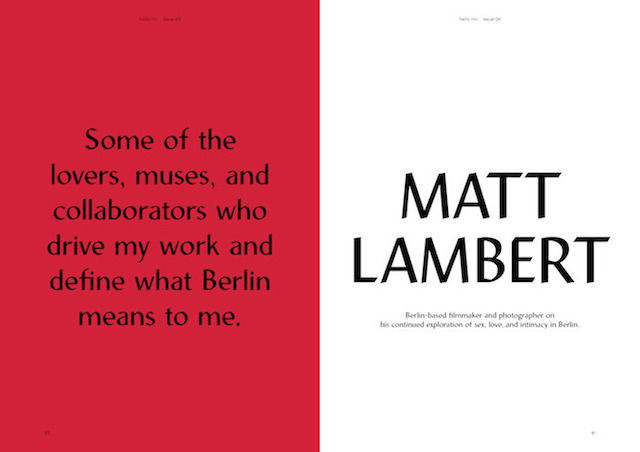 Some of the
lovers, muses, and
collaborators who
drive my work and
define what Berlin
means to me.
MATT
LAMBERT
Berlin-based filmmaker and photographer on
his continued exploration of sex, love, and intimacy in Berlin.